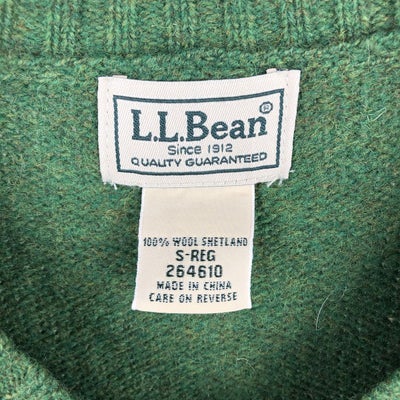 L.L.Bean®
Since 1912
QUALITY GUARANTEED
100% WOOL SHETLAND
S-REG
264610
MADE IN CHINA
CARE ON REVERSE